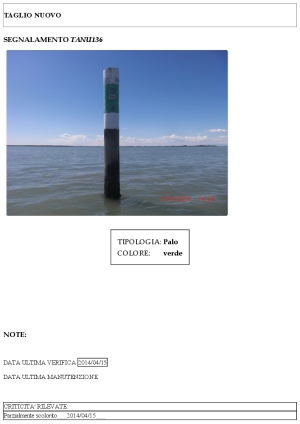 TAGLIO NUOVO
SEGNALAMENTO TANU136
TIPOLOGIA: Palo
COLORE: verde
NOTE:
DATA ULTIMA VERIFICA 2014/04/15
DATA ULTIMA MANUTENZIONE
CRITICITA' RILEVATE
Parzialmente scolorito 2014/04/15